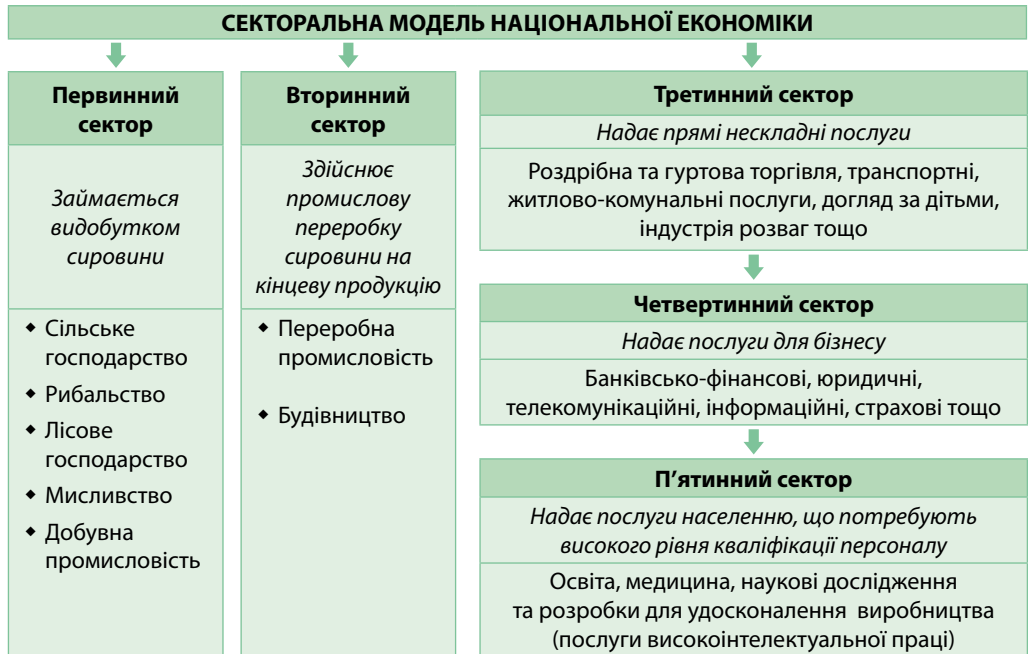 СЕКТОРАЛЬНА МОДЕЛЬ НАЦІОНАЛЬНОЇ ЕКОНОМІКИ
Первинний
сектор
Займається
видобутком
сировини
◆ Сільське
господарство
◆ Рибальство
◆ Лісове
господарство
◆ Мисливство
◆ Добувна
промисловість
Вторинний
сектор
Здійснює
промислову
переробку
сировини на
кінцеву продукцію
◆ Переробна
промисловість
◆ Будівництво
Третинний сектор
Надає прямі нескладні послуги
Роздрібна та гуртова торгівля, транспортні,
житлово-комунальні послуги, догляд за дітьми,
індустрія розваг тощо
Четвертинний сектор
Надає послуги для бізнесу
Банківсько-фінансові, юридичні,
телекомунікаційні, інформаційні, страхові тощо
П’ятинний сектор
Надає послуги населенню, що потребують
високого рівня кваліфікації персоналу
Освіта, медицина, наукові дослідження
та розробки для удосконалення виробництва
(послуги високоінтелектуальної праці)